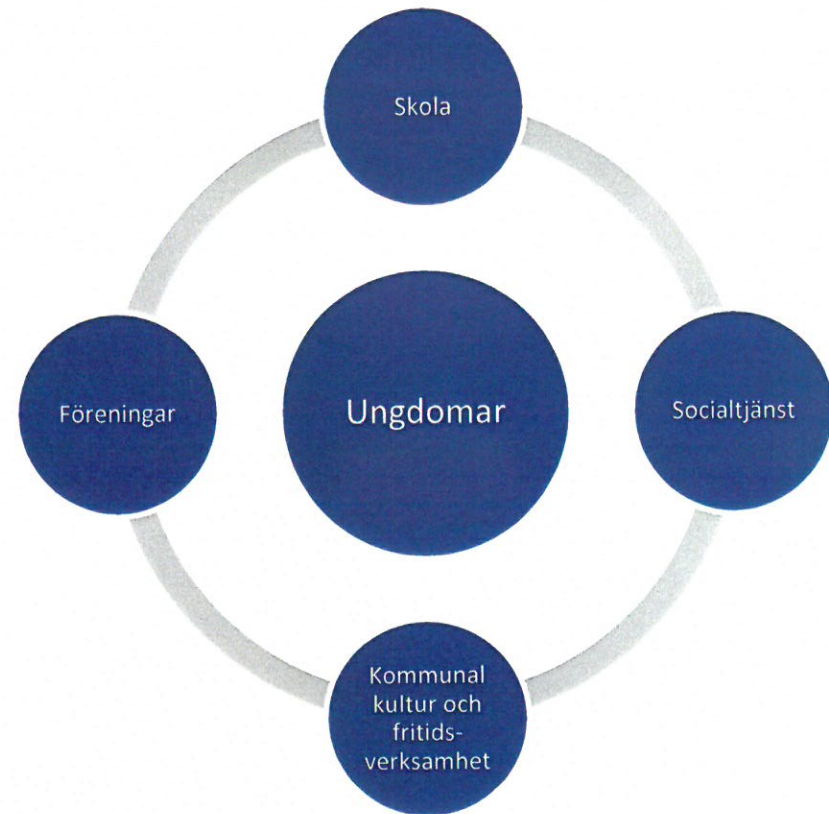 Skola
Föreningar
Ungdomar
Socialtjänst
Kommunal
kultur och
fritids-
verksamhet